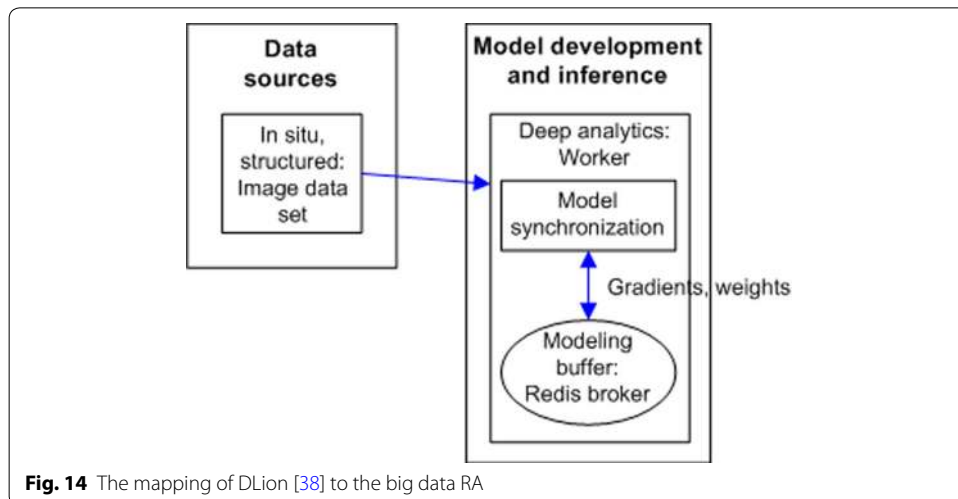 Data
sources
In situ,
structured:
Image data
set
Model development
and inference
Deep analytics:
Worker
Model
synchronization
Gradients, weights
Modeling
buffer:
Redis broker
Fig. 14 The mapping of DLion [38] to the big data RA